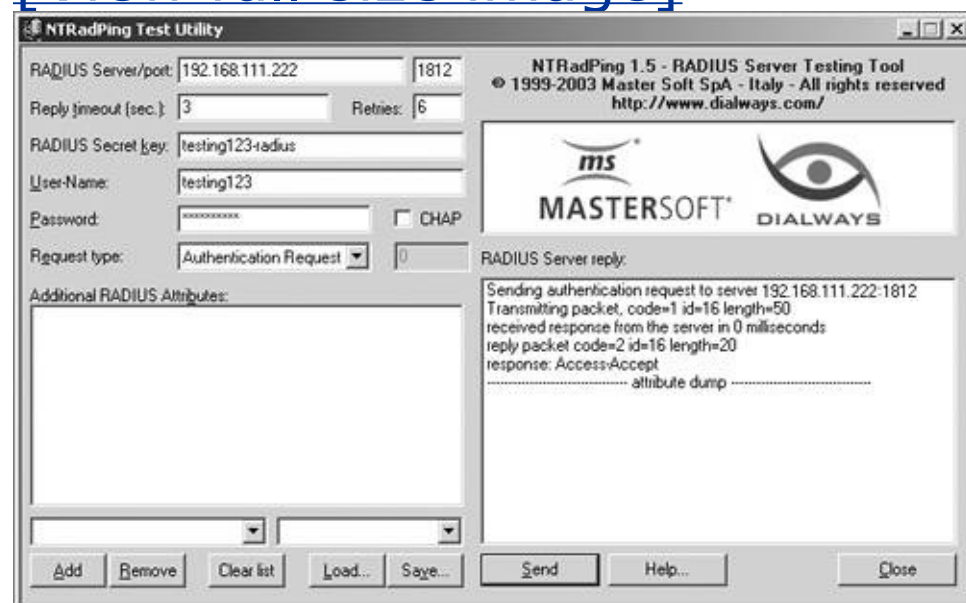 [View full size image]
NTRadPing Test Utility
RADIUS Server/port: 192.168.111.222 1812
Reply timeout (sec.): 3 Retries: 6
RADIUS Secret key: testing123-radius
User-Name: testing123
Password: xxxxxxxxxx CHAP
Request type: Authentication Request 0
Additional RADIUS Attributes:
Add Remove Clear list Load... Save...
NTRadPing 1.5 - RADIUS Server Testing Tool
© 1999-2003 Master Soft SpA - Italy - All rights reserved
http://www.dialways.com/
ms
MASTERSOFT
DIALWAYS
RADIUS Server reply:
Sending authentication request to server 192.168.111.222:1812
Transmitting packet, code=1 id=16 length=50
received response from the server in 0 milliseconds
reply packet code=2 id=16 length=20
response: Access-Accept
---------------------------------- attribute dump ----------------------------------
Send Help... Close